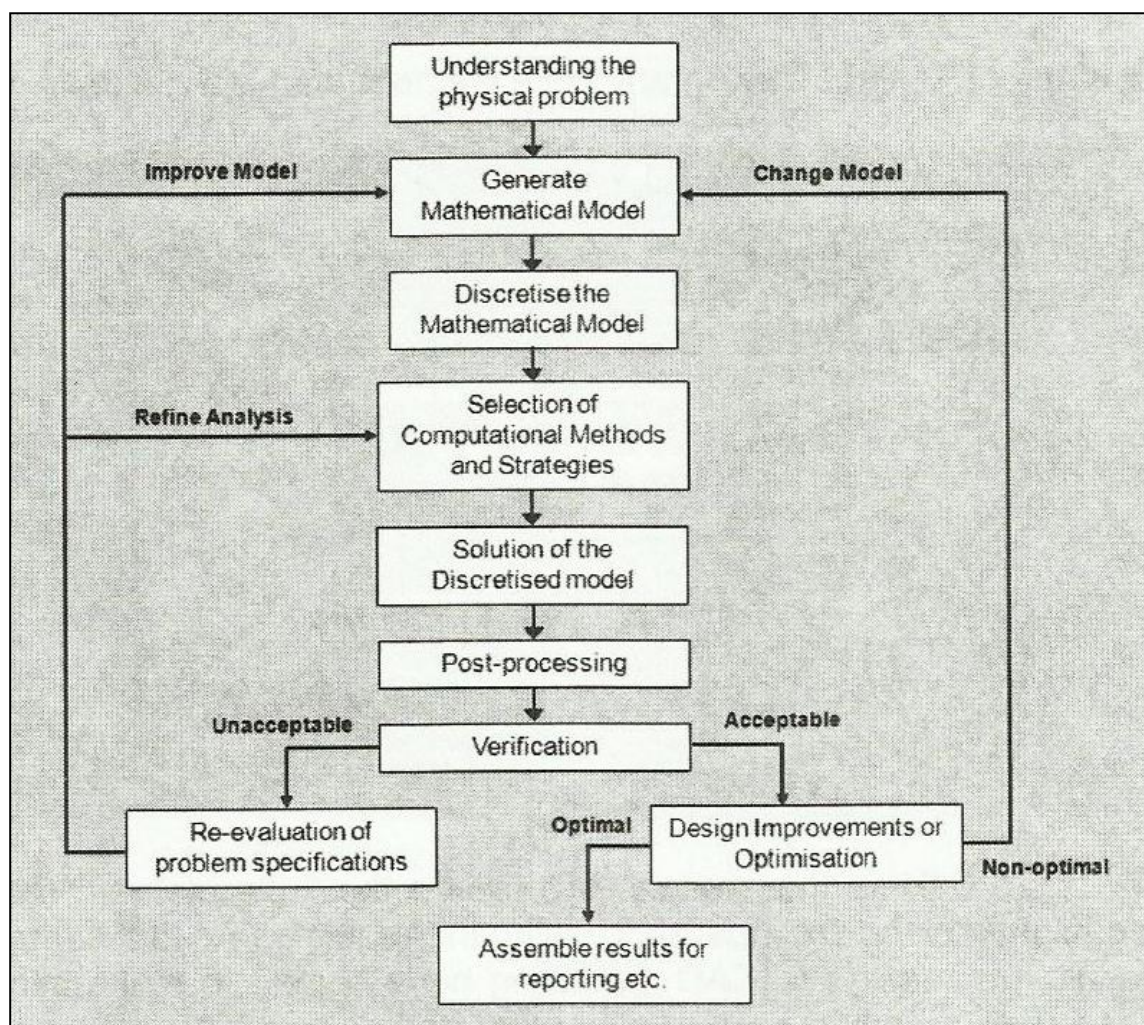 Understanding the
physical problem
Improve Model
Generate
Mathematical Model
Change Model
Discretise the
Mathematical Model
Refine Analysis
Selection of
Computational Methods
and Strategies
Solution of the
Discretised model
Post-processing
Unacceptable
Verification
Acceptable
Re-evaluation of
problem specifications
Optimal
Design Improvements or
Optimisation
Non-optimal
Assemble results for
reporting etc.